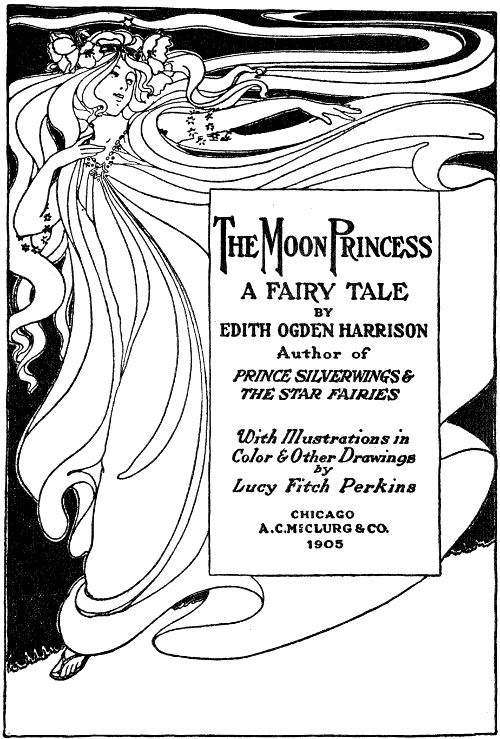 THE MOON PRINCESS
A FAIRY TALE
BY
EDITH OGDEN HARRISON
Author of
PRINCE SILVERWINGS &
THE STAR FAIRIES
With Illustrations in
Color & Other Drawings
by
Lucy Fitch Perkins
CHICAGO
A.C. McCLURG & CO.
1905